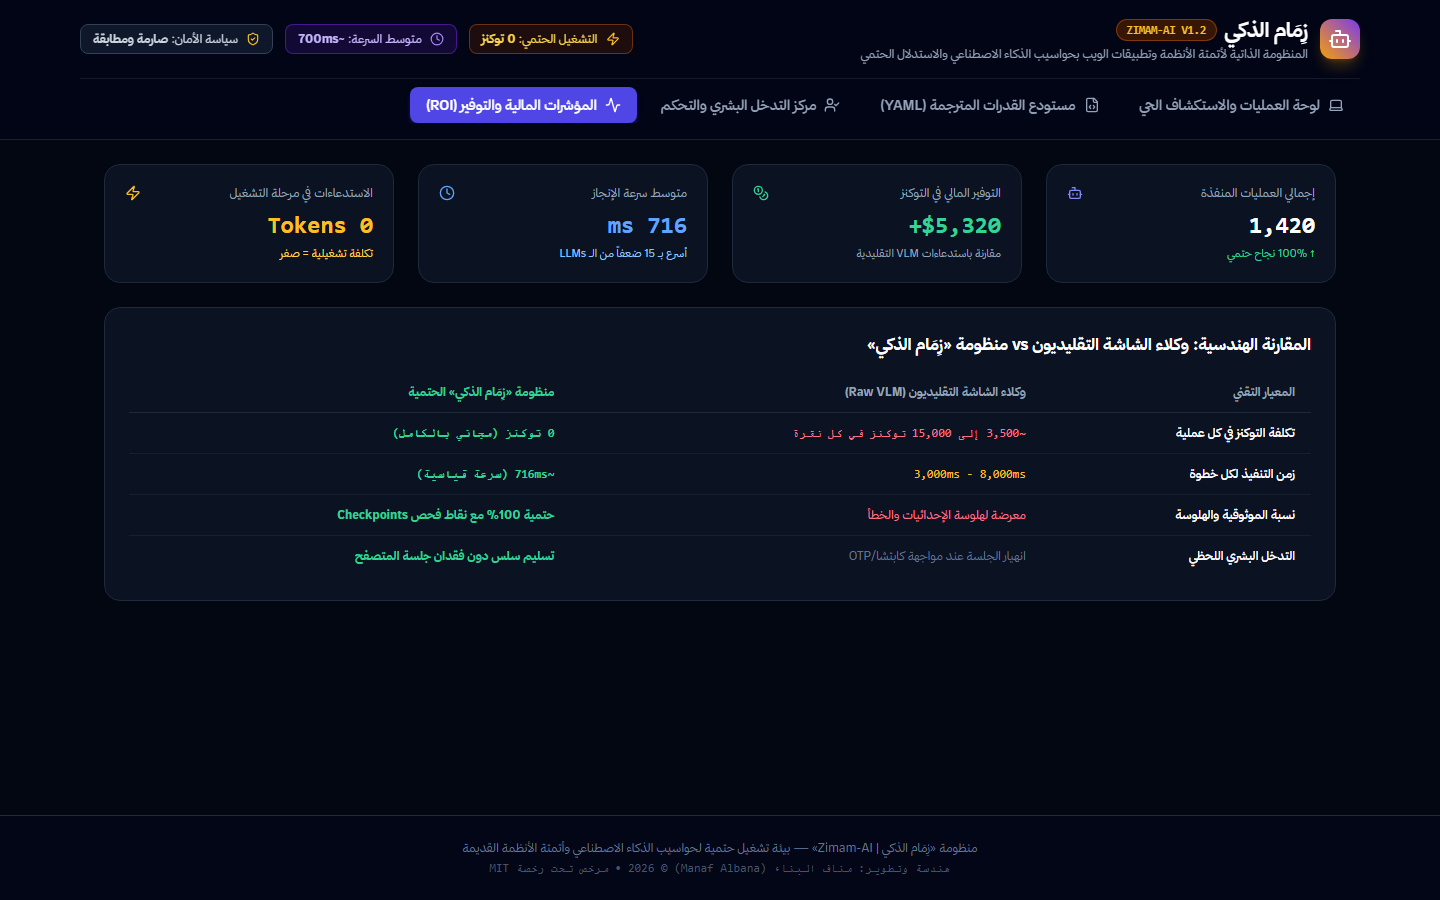 زِمَام الذكي ZIMAM-AI V1.2
المنظومة الذاتية لأتمتة الأنظمة وتطبيقات الويب بحواسيب الذكاء الاصطناعي والاستدلال الحتمي
التشغيل الحتمي: 0 توكنز
متوسط السرعة: ~700ms
سياسة الأمان: صارمة ومطابقة
لوحة العمليات والاستكشاف الحي
مستودع القدرات المترجمة (YAML)
مركز التدخل البشري والتحكم
المؤشرات المالية والتوفير (ROI)
إجمالي العمليات المنفذة
1,420
↑ 100% نجاح حتمي
التوفير المالي في التوكنز
+$5,320
مقارنة باستدعاءات VLM التقليدية
متوسط سرعة الإنجاز
716 ms
أسرع بـ 15 ضعفاً من الـ LLMs
الاستدعاءات في مرحلة التشغيل
0 Tokens
تكلفة تشغيلية = صفر
المقارنة الهندسية: وكلاء الشاشة التقليديون vs منظومة «زِمَام الذكي»
المعيار التقني وكلاء الشاشة التقليديون (Raw VLM) منظومة «زِمَام الذكي» الحتمية
تكلفة التوكنز في كل عملية ~3,500 إلى 15,000 توكنز في كل نقرة 0 توكنز (مجاني بالكامل)
زمن التنفيذ لكل خطوة 3,000ms - 8,000ms ~716ms (سرعة قياسية)
نسبة الموثوقية والهلوسة معرضة لهلوسة الإحداثيات والخطأ حتمية 100% مع نقاط فحص Checkpoints
التدخل البشري اللحظي انهيار الجلسة عند مواجهة كابتشا/OTP تسليم سلس دون فقدان جلسة المتصفح
منظومة «زِمَام الذكي | Zimam-AI» — بيئة تشغيل حتمية لحواسيب الذكاء الاصطناعي وأتمتة الأنظمة القديمة
هندسة وتطوير: مناف البناء (Manaf Albana) © 2026 • مرخص تحت رخصة MIT